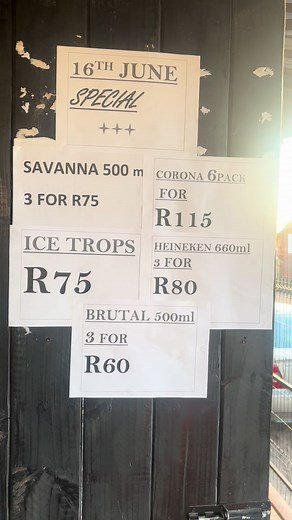 16TH JUNE
SPECIAL
SAVANNA 500 m
3 FOR R75
CORONA 6PACK
FOR
R115
ICE TROPS
R75
HEINEKEN 660ml
3 FOR
R80
BRUTAL 500ml
3 FOR
R60